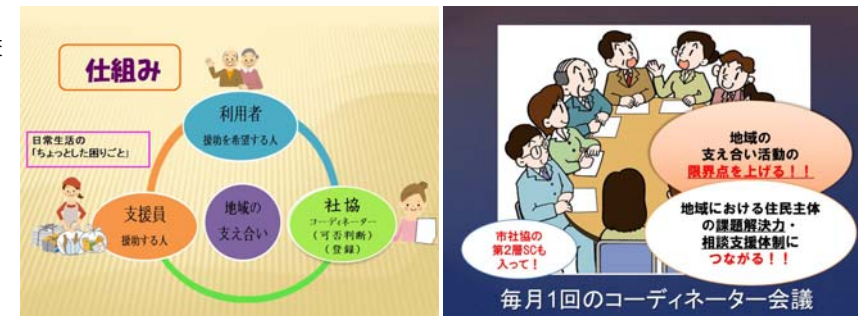 仕組み
利用者
援助を希望する人
日常生活の
「ちょっとした困りごと」
支援員
援助する人
地域の
支え合い
社協
コーディネーター
(可否判断)
(登録)
地域の
支え合い活動の
限界点を上げる!!
地域における住民主体
の課題解決力・
相談支援体制に
つながる!!
市社協の
第2層SCも
入って!
毎月1回のコーディネーター会議